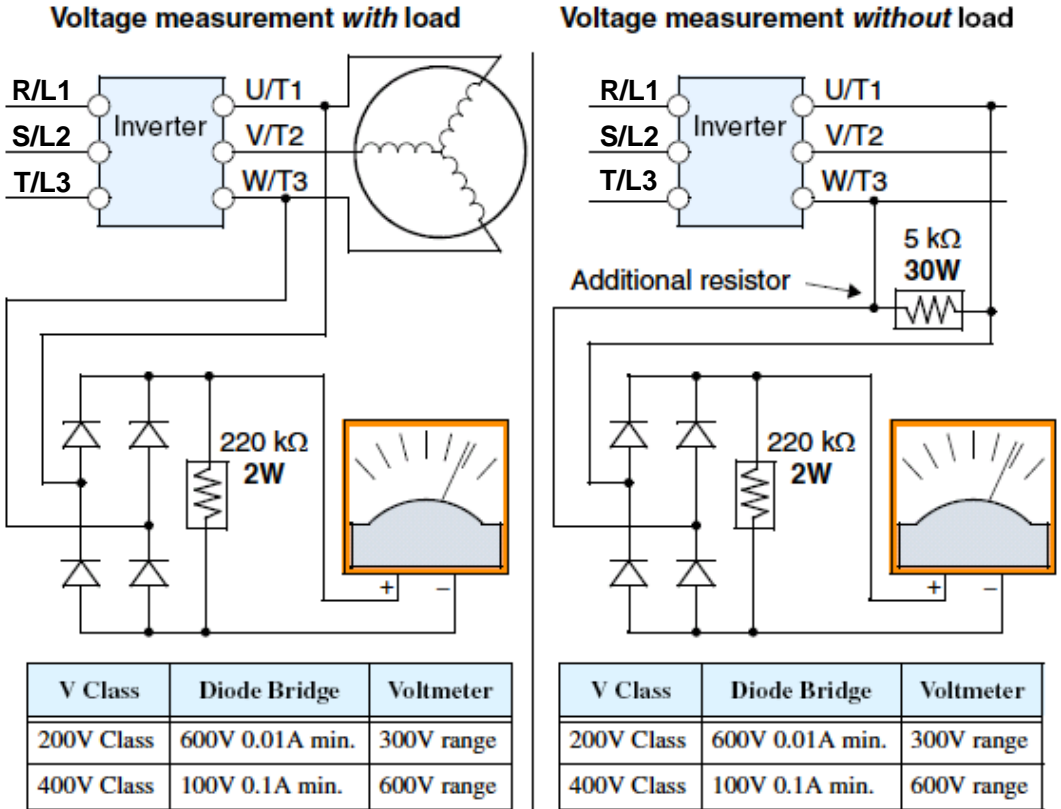 Voltage measurement with load
R/L1
S/L2
T/L3
Inverter
U/T1
V/T2
W/T3
220 kΩ
2W
+
–
V Class Diode Bridge Voltmeter
200V Class 600V 0.01A min. 300V range
400V Class 100V 0.1A min. 600V range
Voltage measurement without load
R/L1
S/L2
T/L3
Inverter
U/T1
V/T2
W/T3
5 kΩ
30W
Additional resistor
220 kΩ
2W
+
–
V Class Diode Bridge Voltmeter
200V Class 600V 0.01A min. 300V range
400V Class 100V 0.1A min. 600V range